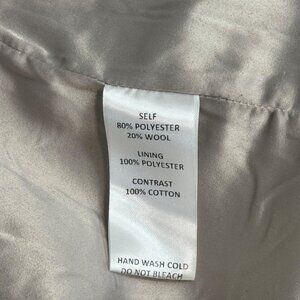 SELF
80% POLYESTER
20% WOOL
LINING
100% POLYESTER
CONTRAST
100% COTTON
HAND WASH COLD
DO NOT BLEACH